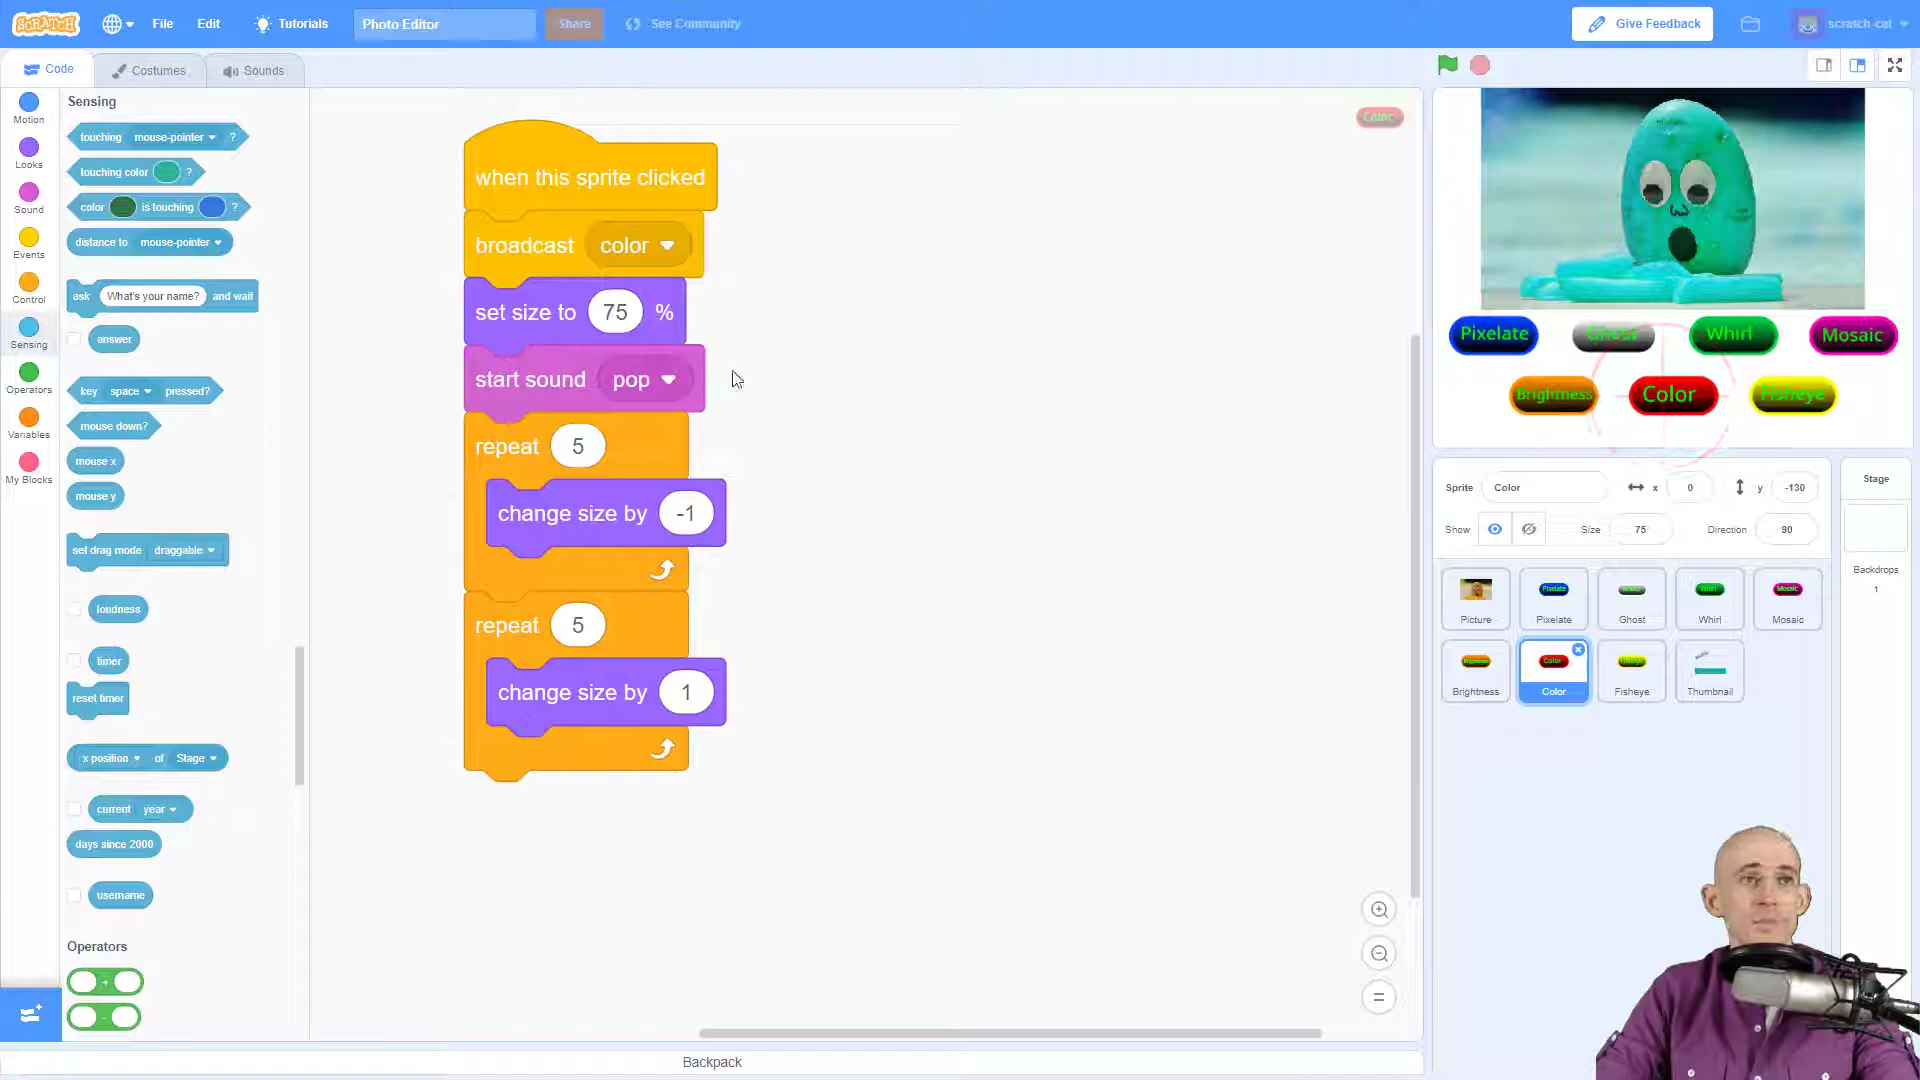 SCRATCH File Edit Tutorials Photo Editor Share See Community Give Feedback scratch-cat
Code Costumes Sounds
Motion
Looks
Sound
Events
Control
Sensing
Operators
Variables
My Blocks
Sensing
touching mouse-pointer ?
touching color ?
color is touching ?
distance to mouse-pointer
ask What's your name? and wait
answer
key space pressed?
mouse down?
mouse x
mouse y
set drag mode draggable
loudness
timer
reset timer
x position of Stage
current year
days since 2000
username
Operators
+
-
when this sprite clicked
broadcast color
set size to 75 %
start sound pop
repeat 5
change size by -1
repeat 5
change size by 1
Color
=
Backpack
Pixelate Ghost Whirl Mosaic
Brightness Color Fisheye
Sprite Color x 0 y -130
Show Size 75 Direction 90
Picture Pixelate Ghost Whirl Mosaic
Brightness Color Fisheye Thumbnail
Stage
Backdrops
1